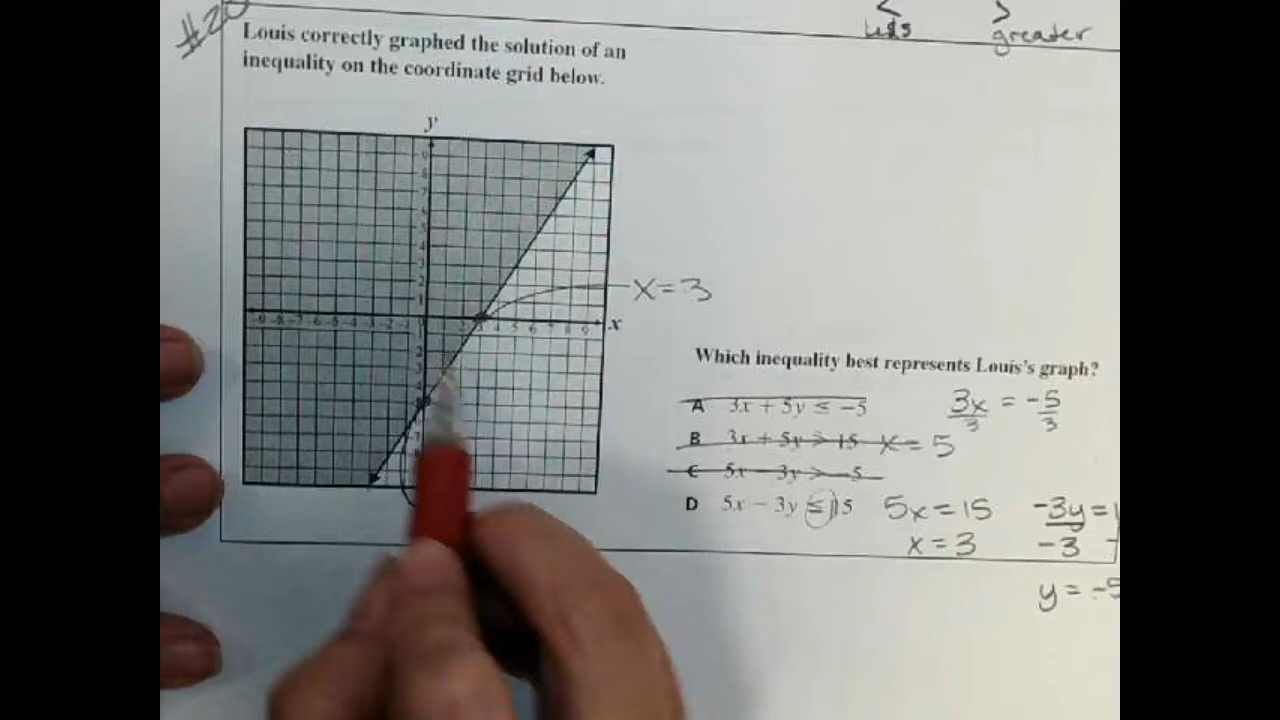 #20
< >
less greater
Louis correctly graphed the solution of an
inequality on the coordinate grid below.
y
x
x = 3
Which inequality best represents Louis's graph?
A 3x + 5y ≤ -5 3x/3 = -5/3
B 3x + 5y > 15 x = 5
C 5x - 3y > -5
D 5x - 3y ≤ 15 5x = 15 -3y = 1
x = 3 -3
y = -5